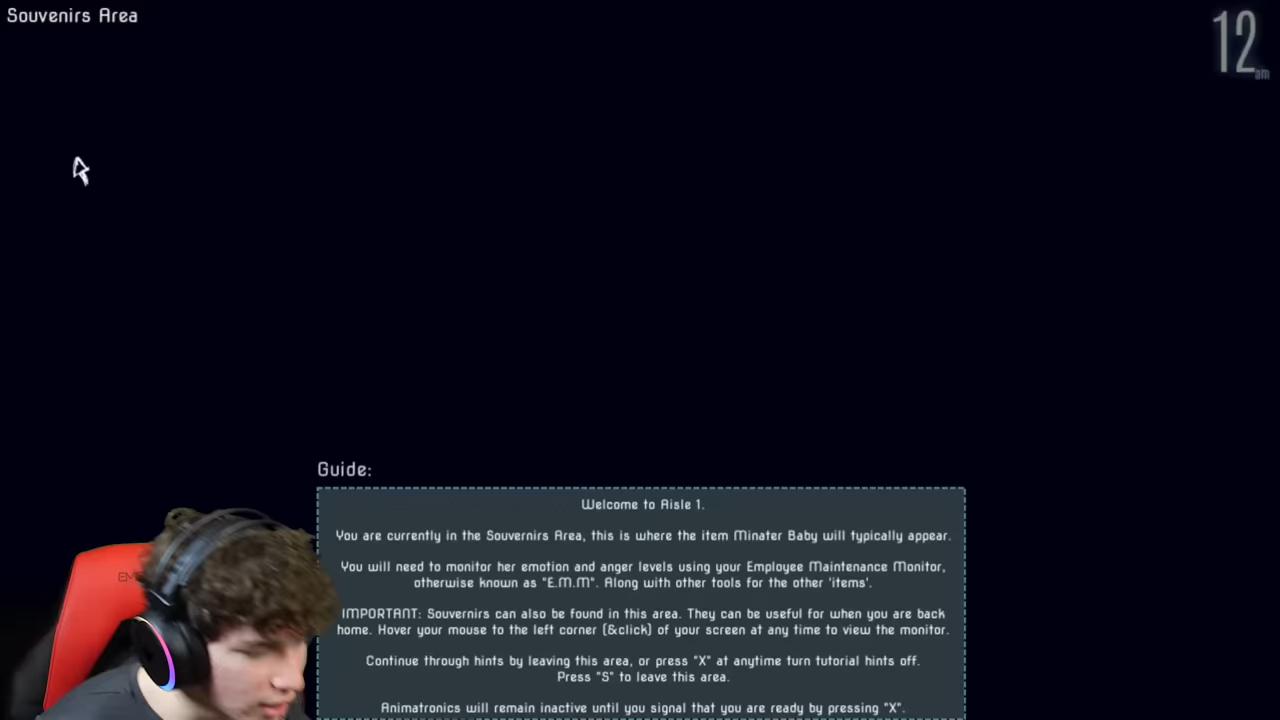 Souvenirs Area
12
am
Guide:
Welcome to Aisle 1.
You are currently in the Souvernirs Area, this is where the item Minater Baby will typically appear.
You will need to monitor her emotion and anger levels using your Employee Maintenance Monitor,
otherwise known as "E.M.M". Along with other tools for the other 'items'.
IMPORTANT: Souvernirs can also be found in this area. They can be useful for when you are back
home. Hover your mouse to the left corner (&click) of your screen at any time to view the monitor.
Continue through hints by leaving this area, or press "X" at anytime turn tutorial hints off.
Press "S" to leave this area.
Animatronics will remain inactive until you signal that you are ready by pressing "X".